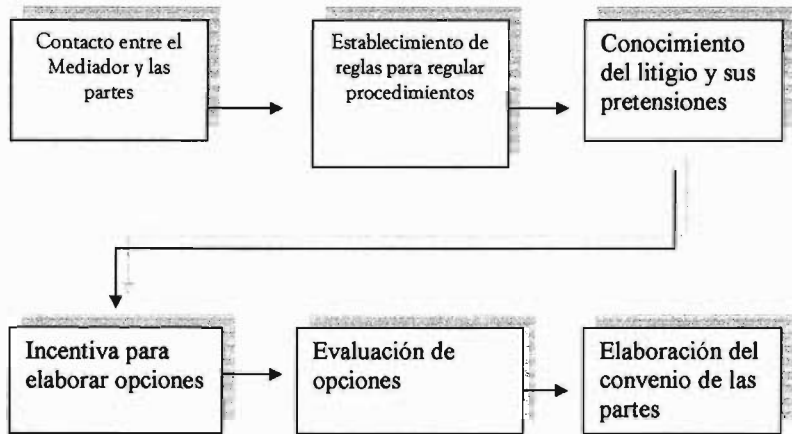 Contacto entre el
Mediador y las
partes
Establecimiento de
reglas para regular
procedimientos
Conocimiento
del litigio y sus
pretensiones
Incentiva para
elaborar opciones
Evaluación de
opciones
Elaboración del
convenio de las
partes